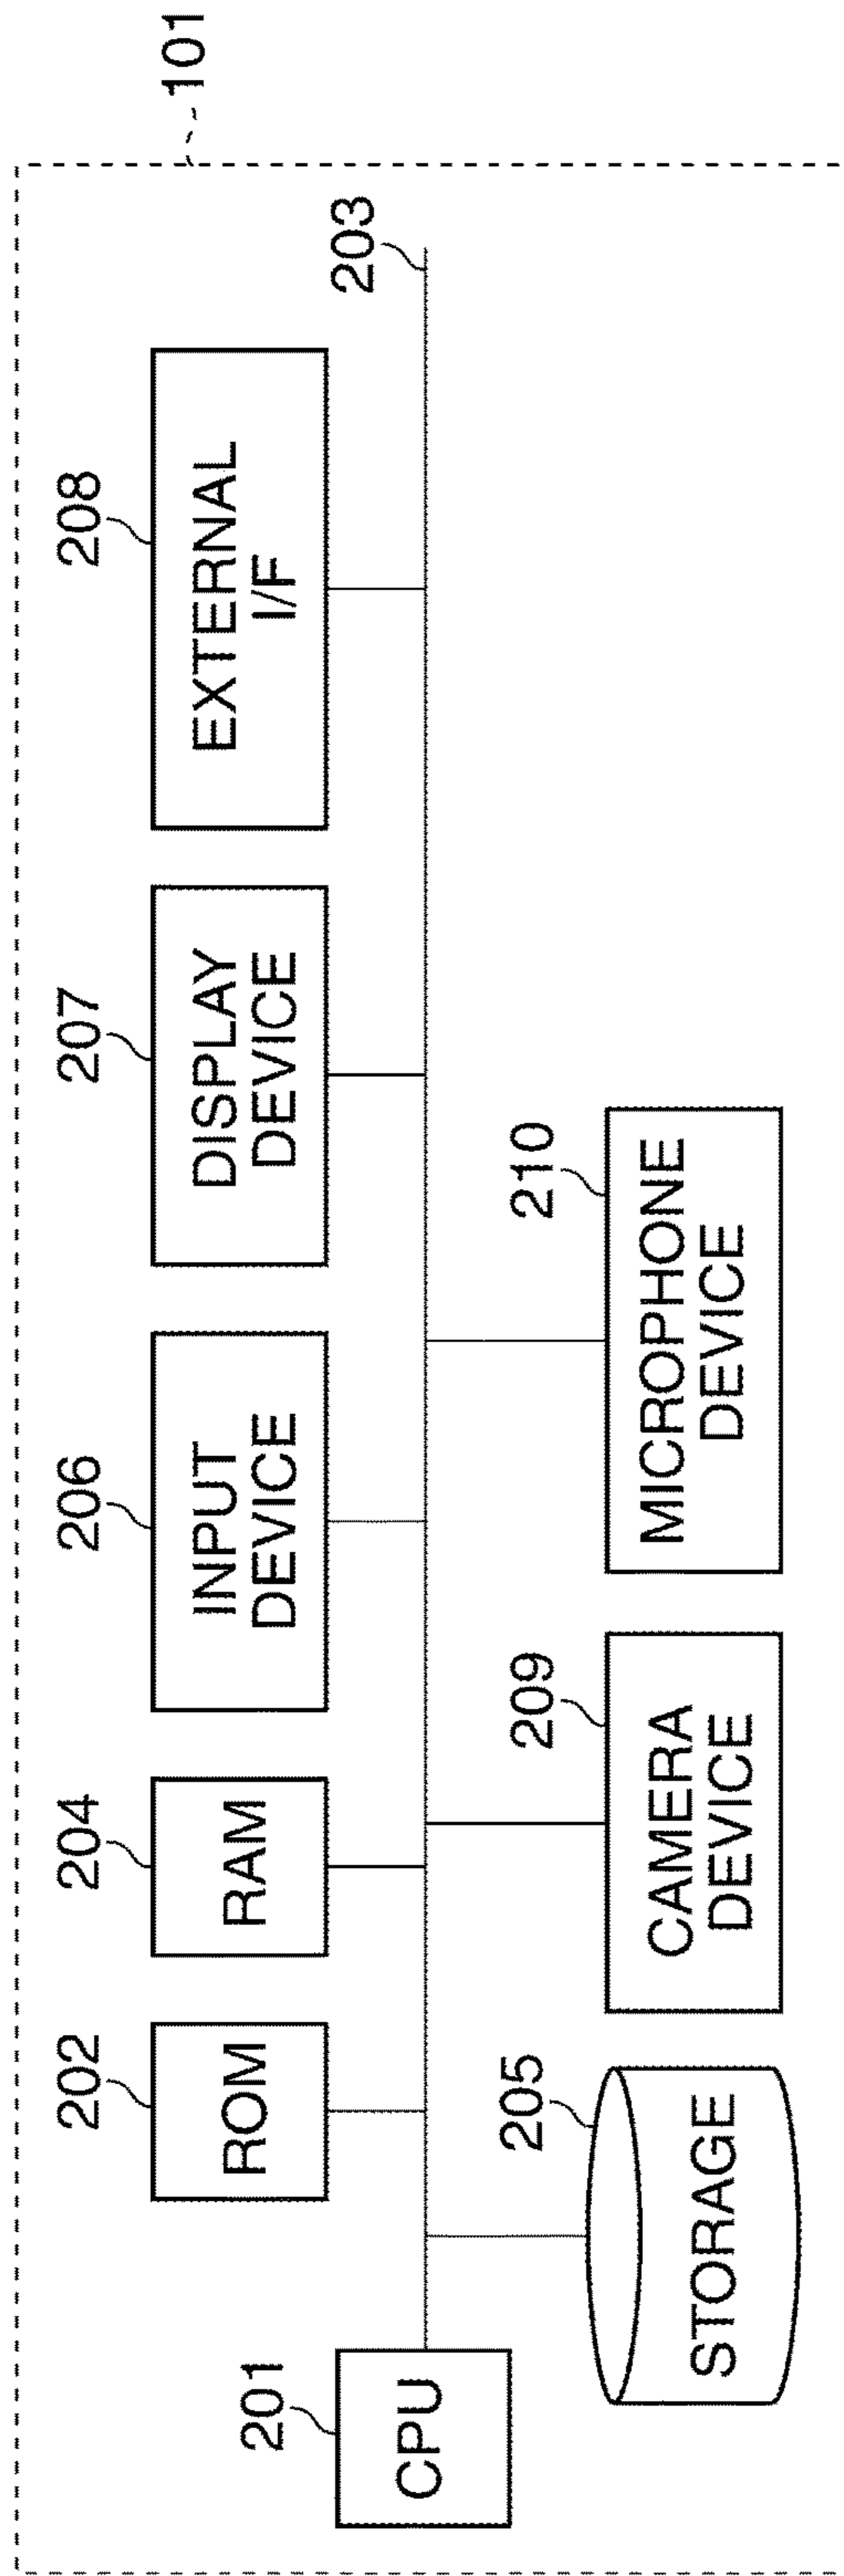 101
202
ROM
204
RAM
206
INPUT
DEVICE
207
DISPLAY
DEVICE
208
EXTERNAL
I/F
203
201
CPU
205
STORAGE
209
CAMERA
DEVICE
210
MICROPHONE
DEVICE